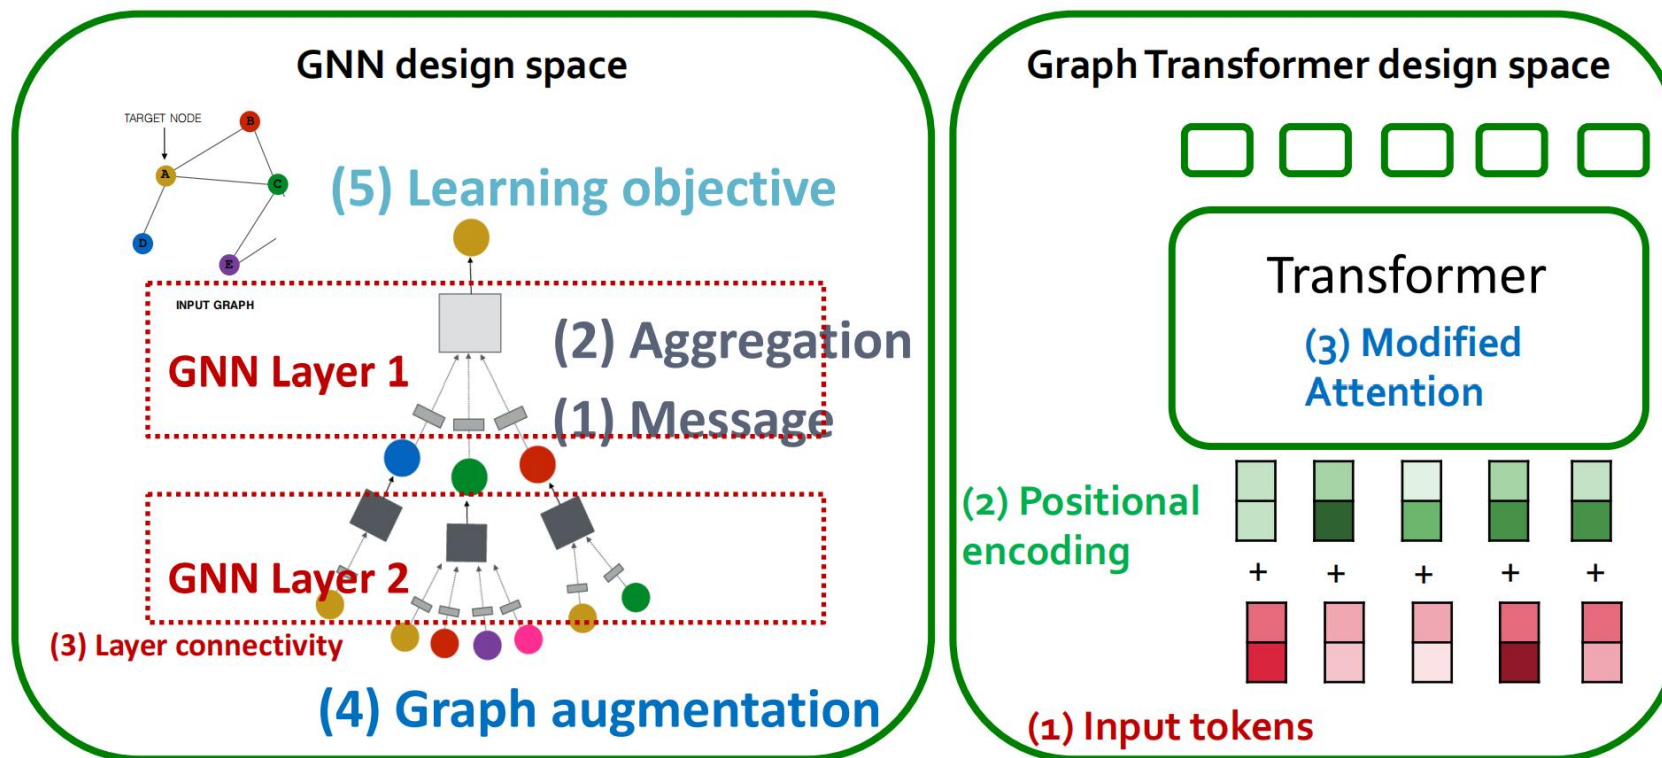 GNN design space
TARGET NODE
B
A
C
D
E
(5) Learning objective
INPUT GRAPH
GNN Layer 1
(2) Aggregation
(1) Message
GNN Layer 2
(3) Layer connectivity
(4) Graph augmentation
Graph Transformer design space
Transformer
(3) Modified
Attention
(2) Positional
encoding
+ + + + +
(1) Input tokens